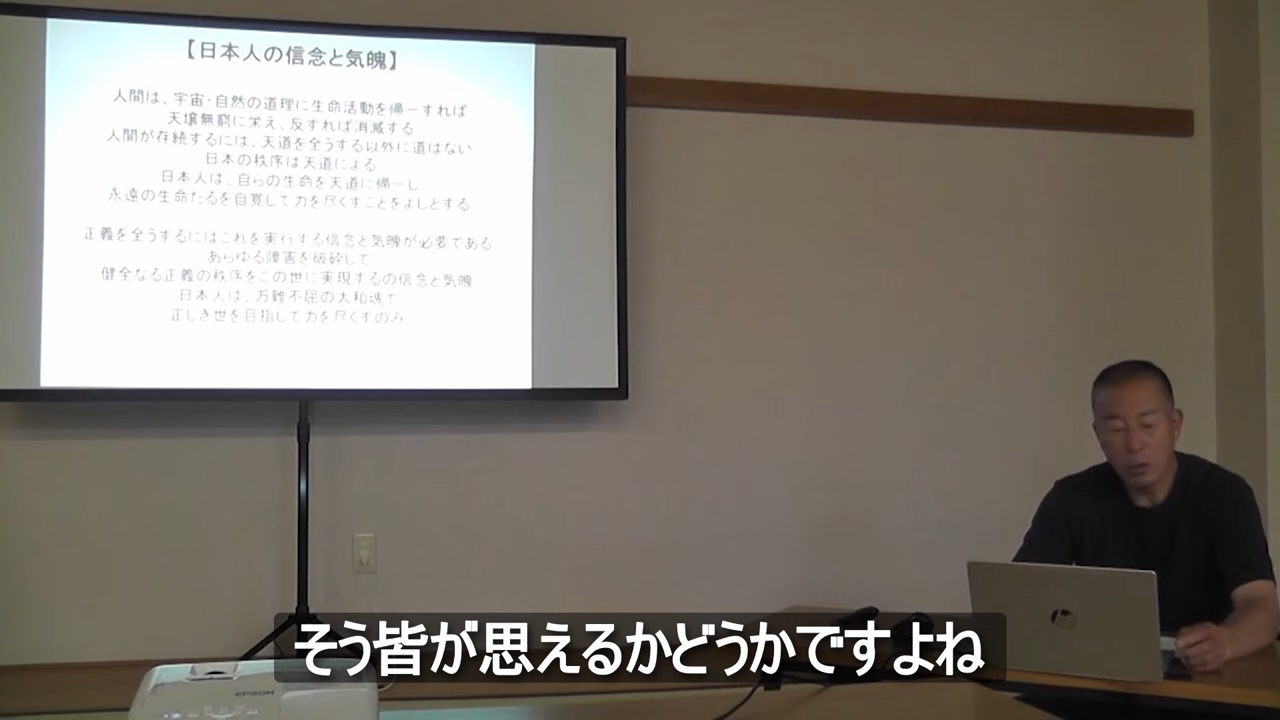 【日本人の信念と気魄】
人間は、宇宙・自然の道理に生命活動を帰一すれば
天壌無窮に栄え、反すれば消滅する
人間が存続するには、天道を全うする以外に道はない
日本の秩序は天道による
日本人は、自らの生命を天道に帰一し
永遠の生命たるを自覚して力を尽くすことをよしとする
正義を全うするにはこれを実行する信念と気魄が必要である
あらゆる障害を破砕して
健全なる正義の秩序をこの世に実現するの信念と気魄
日本人は、万難不屈の大和魂で
正しき世を目指して力を尽くすのみ
hp
EPSON
そう皆が思えるかどうかですよね